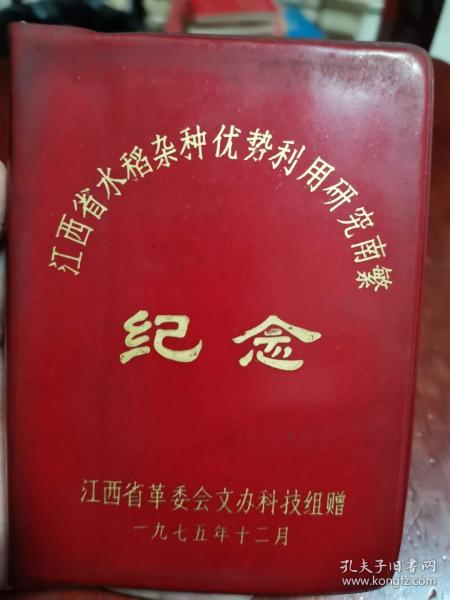 江西省水稻杂种优势利用研究南繁
纪念
江西省革委会文办科技组赠
一九七五年十二月
孔夫子旧书网
www.kongfz.com